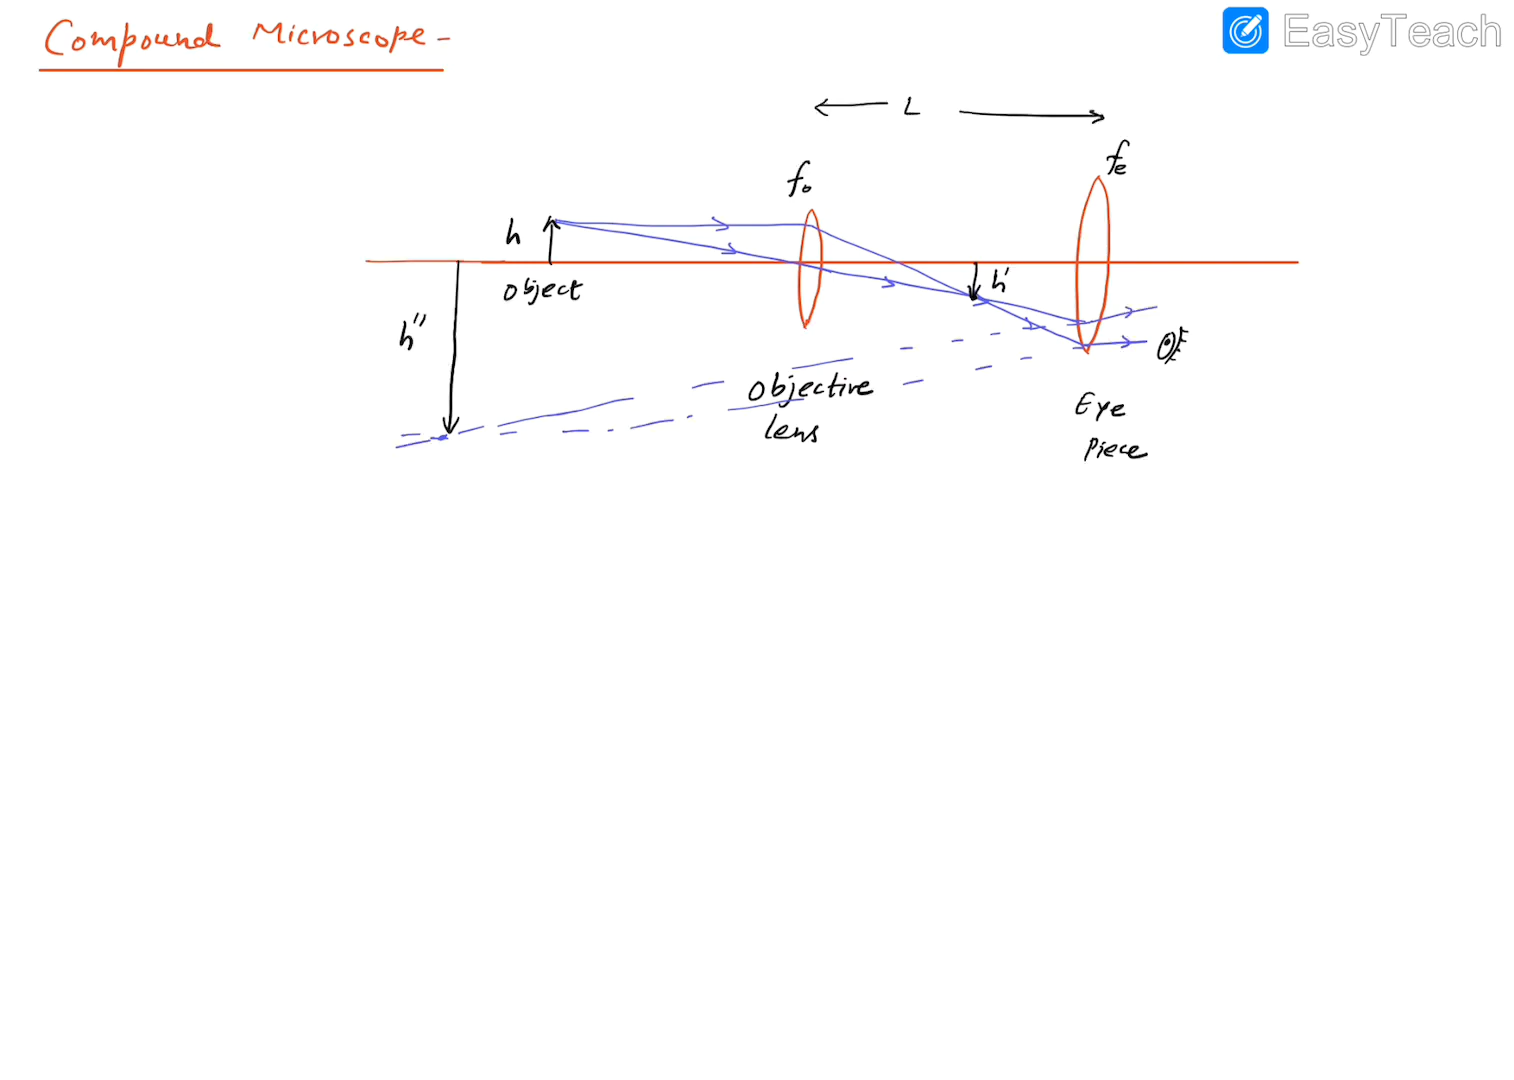 Compound Microscope -
EasyTeach
L
fe
fo
h
h'
object
h"
objective
lens
Eye
Piece